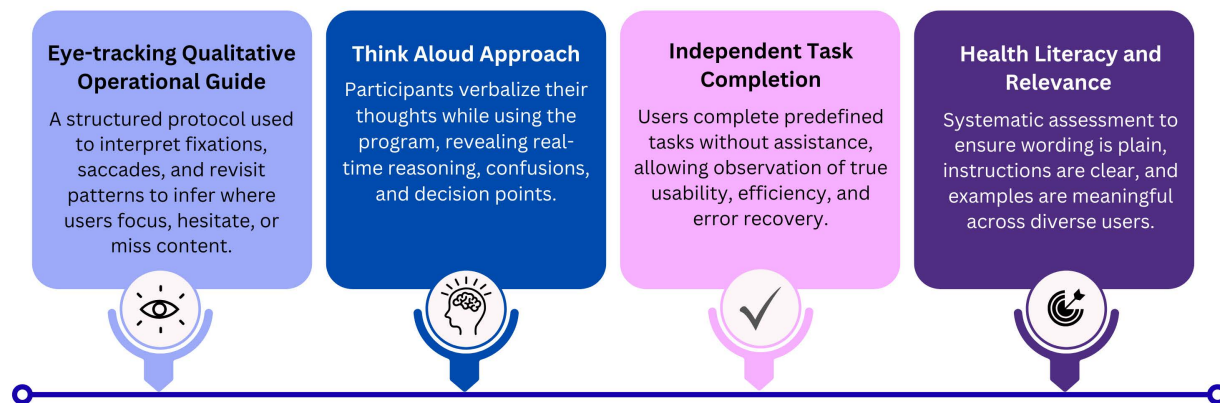 Eye-tracking Qualitative
Operational Guide
A structured protocol used
to interpret fixations,
saccades, and revisit
patterns to infer where
users focus, hesitate, or
miss content.
Think Aloud Approach
Participants verbalize their
thoughts while using the
program, revealing real-
time reasoning, confusions,
and decision points.
Independent Task
Completion
Users complete predefined
tasks without assistance,
allowing observation of true
usability, efficiency, and
error recovery.
Health Literacy and
Relevance
Systematic assessment to
ensure wording is plain,
instructions are clear, and
examples are meaningful
across diverse users.